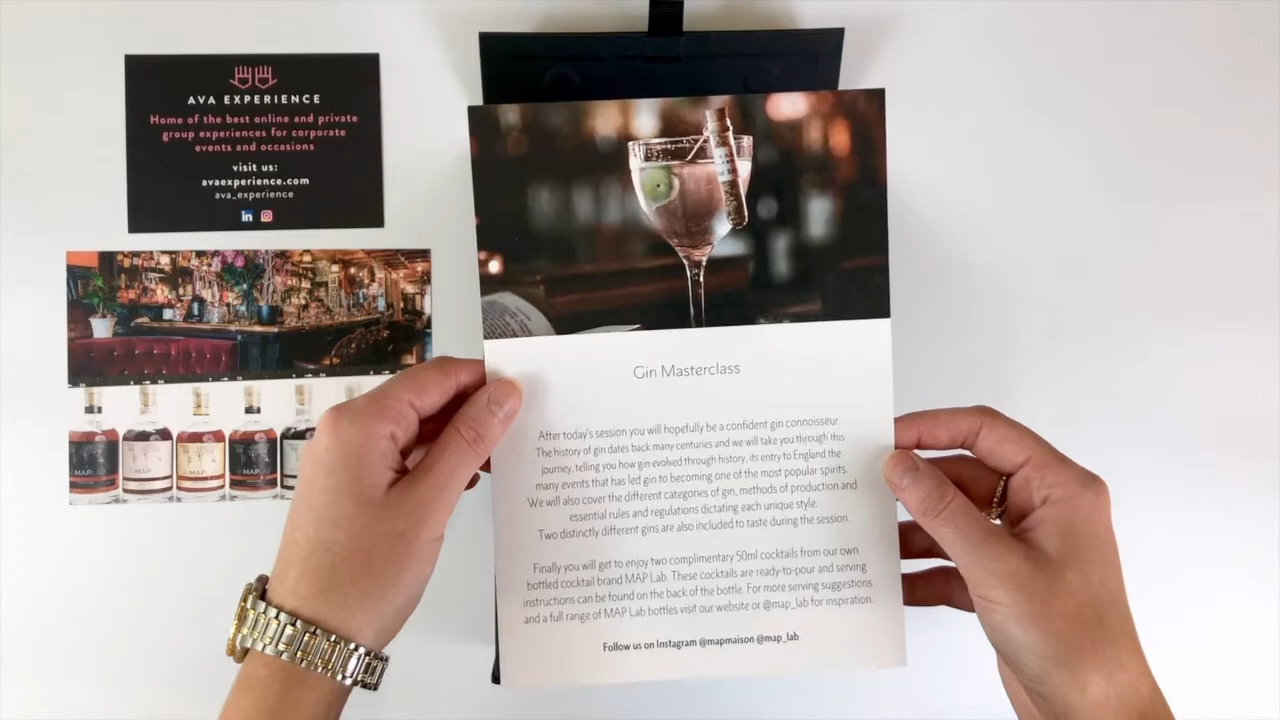 AVA EXPERIENCE
Home of the best online and private
group experiences for corporate
events and occasions
visit us:
avaexperience.com
ava_experience
in
MAP
MAP
MAP
MAP
Gin Masterclass
After today's session you will hopefully be a confident gin connoisseur.
The history of gin dates back many centuries and we will take you through this
journey, telling you how gin evolved through history, its entry to England the
many events that has led gin to becoming one of the most popular spirits.
We will also cover the different categories of gin, methods of production and
essential rules and regulations dictating each unique style.
Two distinctly different gins are also included to taste during the session.
Finally you will get to enjoy two complimentary 50ml cocktails from our own
bottled cocktail brand MAP Lab. These cocktails are ready-to-pour and serving
instructions can be found on the back of the bottle. For more serving suggestions
and a full range of MAP Lab bottles visit our website or @map_lab for inspiration.
Follow us on Instagram @mapmaison @map_lab